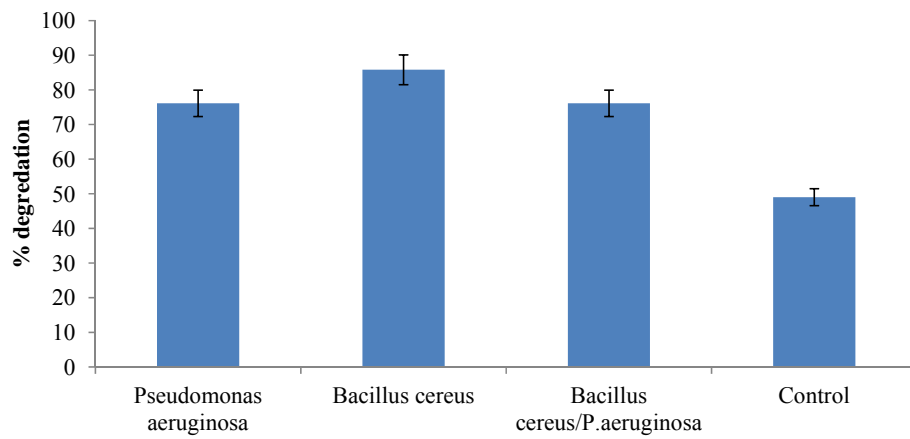 100
90
80
70
60
50
40
30
20
10
0
% degredation
Pseudomonas
aeruginosa
Bacillus cereus
Bacillus
cereus/P.aeruginosa
Control